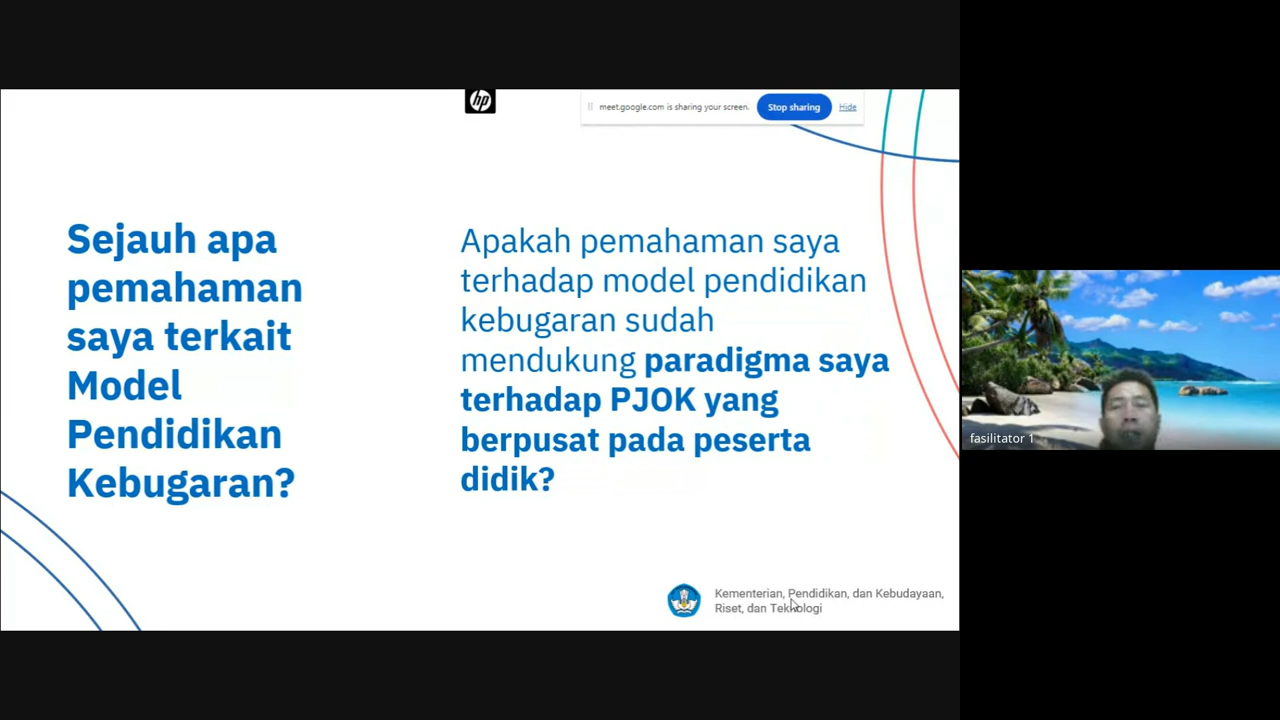 hp
meet.google.com is sharing your screen.
Stop sharing
Hide
Sejauh apa
pemahaman
saya terkait
Model
Pendidikan
Kebugaran?
Apakah pemahaman saya
terhadap model pendidikan
kebugaran sudah
mendukung paradigma saya
terhadap PJOK yang
berpusat pada peserta
didik?
Kementerian, Pendidikan, dan Kebudayaan,
Riset, dan Teknologi
fasilitator 1